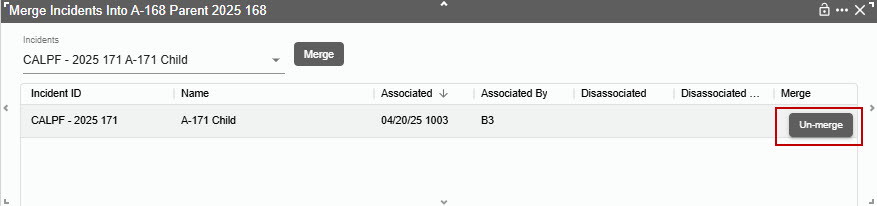 Merge Incidents Into A-168 Parent 2025 168
Incidents
CALPF - 2025 171 A-171 Child
Merge
Incident ID Name Associated Associated By Disassociated Disassociated ... Merge
CALPF - 2025 171 A-171 Child 04/20/25 1003 B3 Un-merge